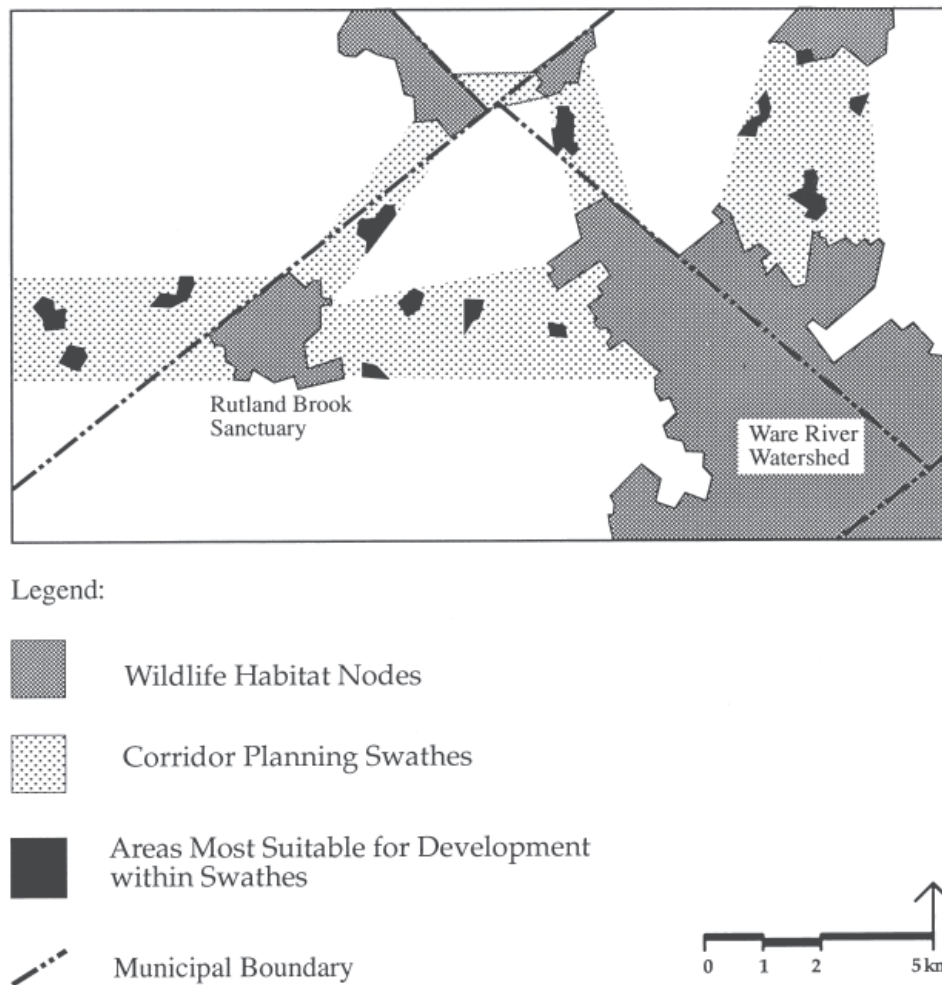 Rutland Brook
Sanctuary
Ware River
Watershed
Legend:
Wildlife Habitat Nodes
Corridor Planning Swathes
Areas Most Suitable for Development
within Swathes
Municipal Boundary
0 1 2 5 km